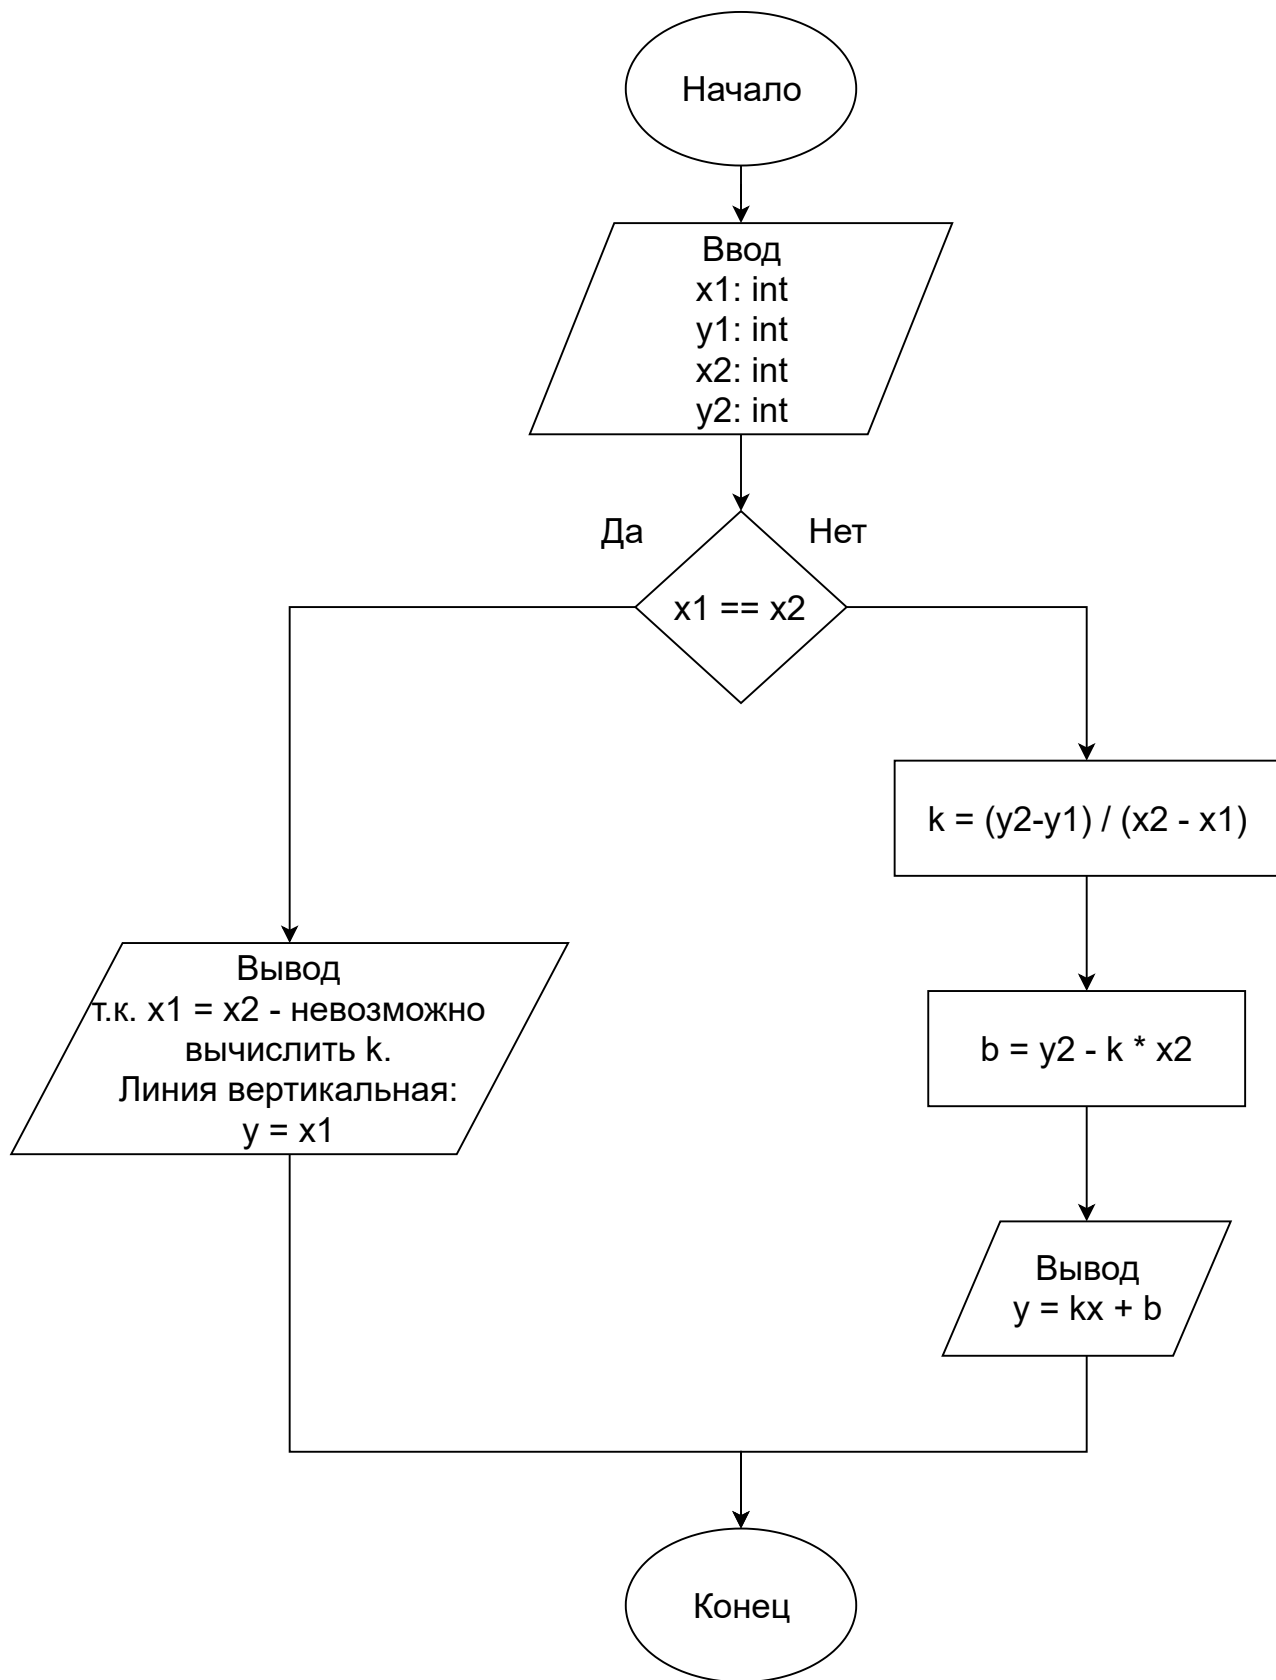 Начало
Ввод
x1: int
y1: int
x2: int
y2: int
Да
Нет
x1 == x2
k = (y2-y1) / (x2 - x1)
b = y2 - k * x2
Вывод
y = kx + b
Вывод
т.к. x1 = x2 - невозможно
вычислить k.
Линия вертикальная:
y = x1
Конец